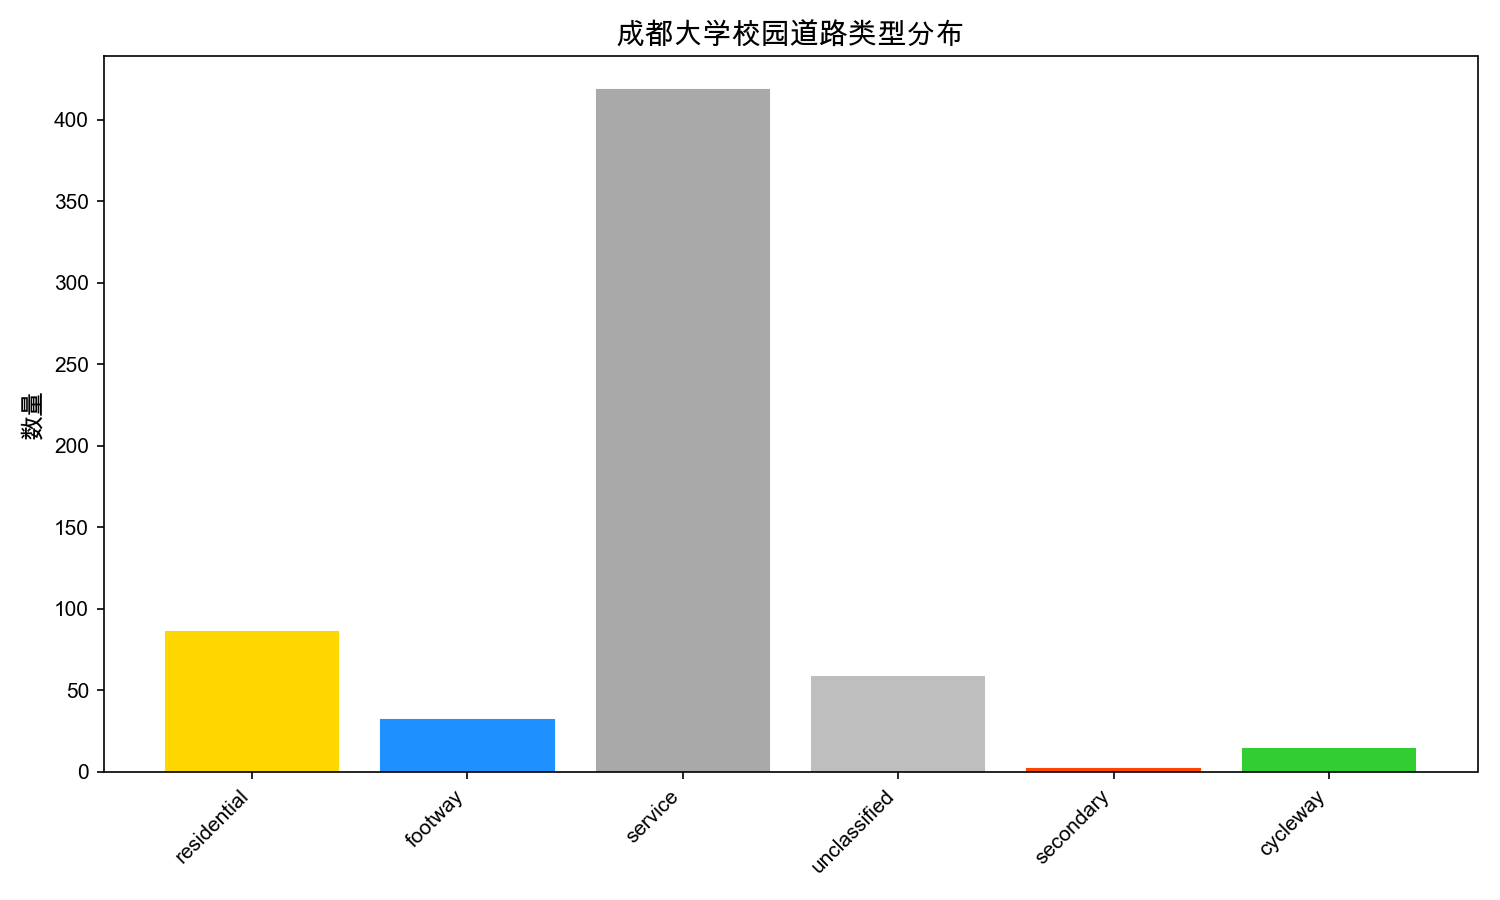 成都大学校园道路类型分布
数量
400
350
300
250
200
150
100
50
0
residential
footway
service
unclassified
secondary
cycleway